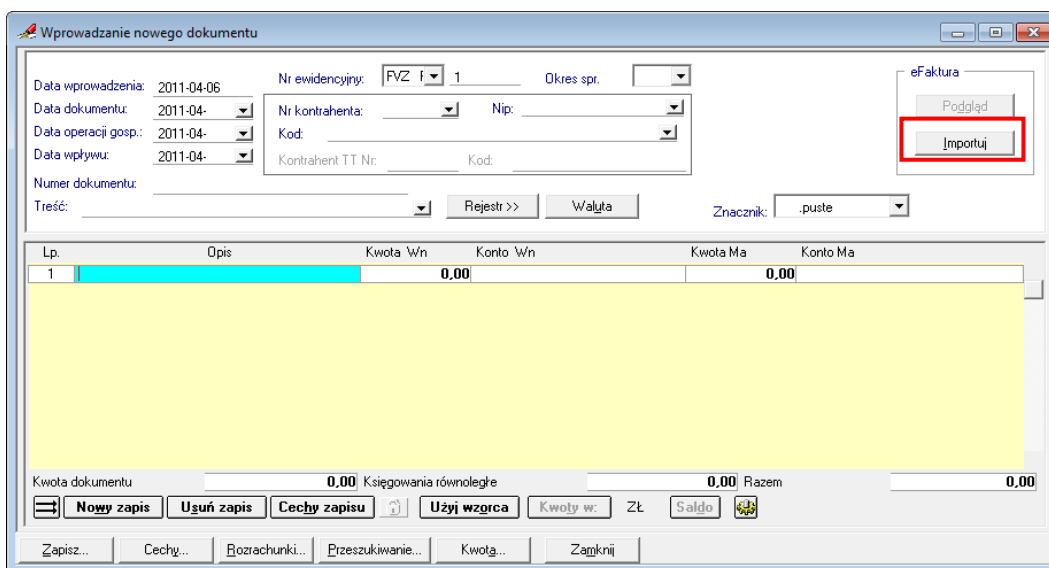 Wprowadzanie nowego dokumentu
Data wprowadzenia: 2011-04-06 Nr ewidencyjny: FVZ 1 Okres spr. eFaktura
Data dokumentu: 2011-04- Nr kontrahenta: Nip: Podgląd
Data operacji gosp.: 2011-04- Kod: Importuj
Data wpływu: 2011-04- Kontrahent TT Nr: Kod:
Numer dokumentu:
Treść: Rejestr >> Waluta Znacznik: .puste
Lp. Opis Kwota Wn Konto Wn Kwota Ma Konto Ma
1 0,00 0,00
Kwota dokumentu 0,00 Księgowania równoległe 0,00 Razem 0,00
Nowy zapis Usuń zapis Cechy zapisu Użyj wzorca Kwoty w: ZŁ Saldo
Zapisz... Cechy... Rozrachunki... Przeszukiwanie... Kwota... Zamknij